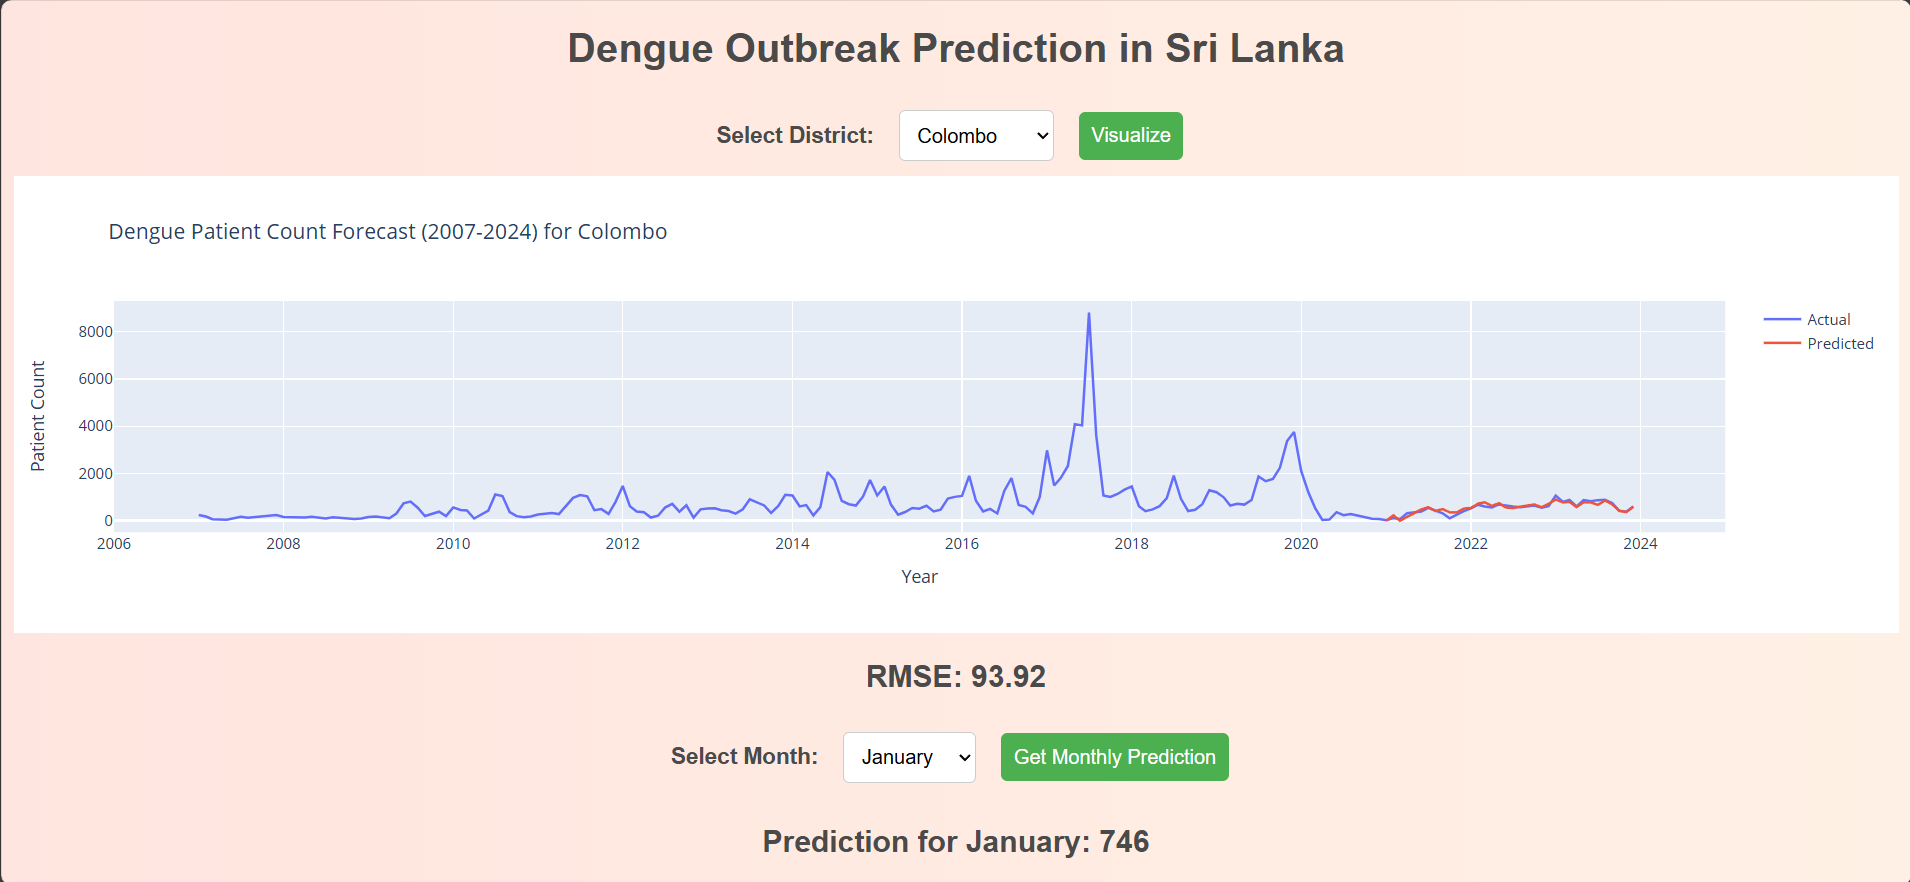 Dengue Outbreak Prediction in Sri Lanka
Select District: Colombo Visualize
Dengue Patient Count Forecast (2007-2024) for Colombo
Actual
Predicted
Patient Count
8000
6000
4000
2000
0
2006 2008 2010 2012 2014 2016 2018 2020 2022 2024
Year
RMSE: 93.92
Select Month: January Get Monthly Prediction
Prediction for January: 746